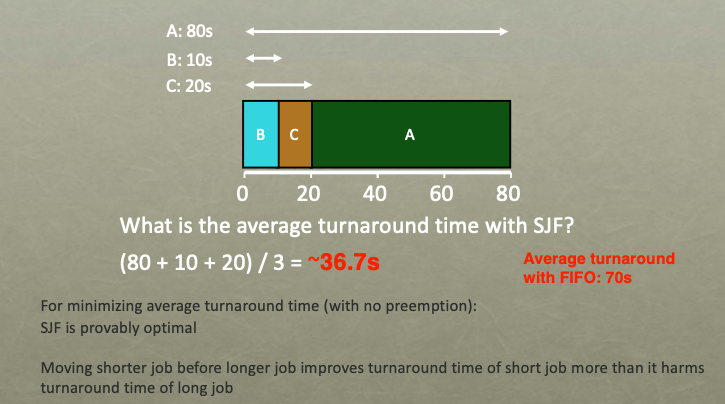 A: 80s
B: 10s
C: 20s
B C A
0 20 40 60 80
What is the average turnaround time with SJF?
(80 + 10 + 20) / 3 = ~36.7s
Average turnaround
with FIFO: 70s
For minimizing average turnaround time (with no preemption):
SJF is provably optimal
Moving shorter job before longer job improves turnaround time of short job more than it harms
turnaround time of long job